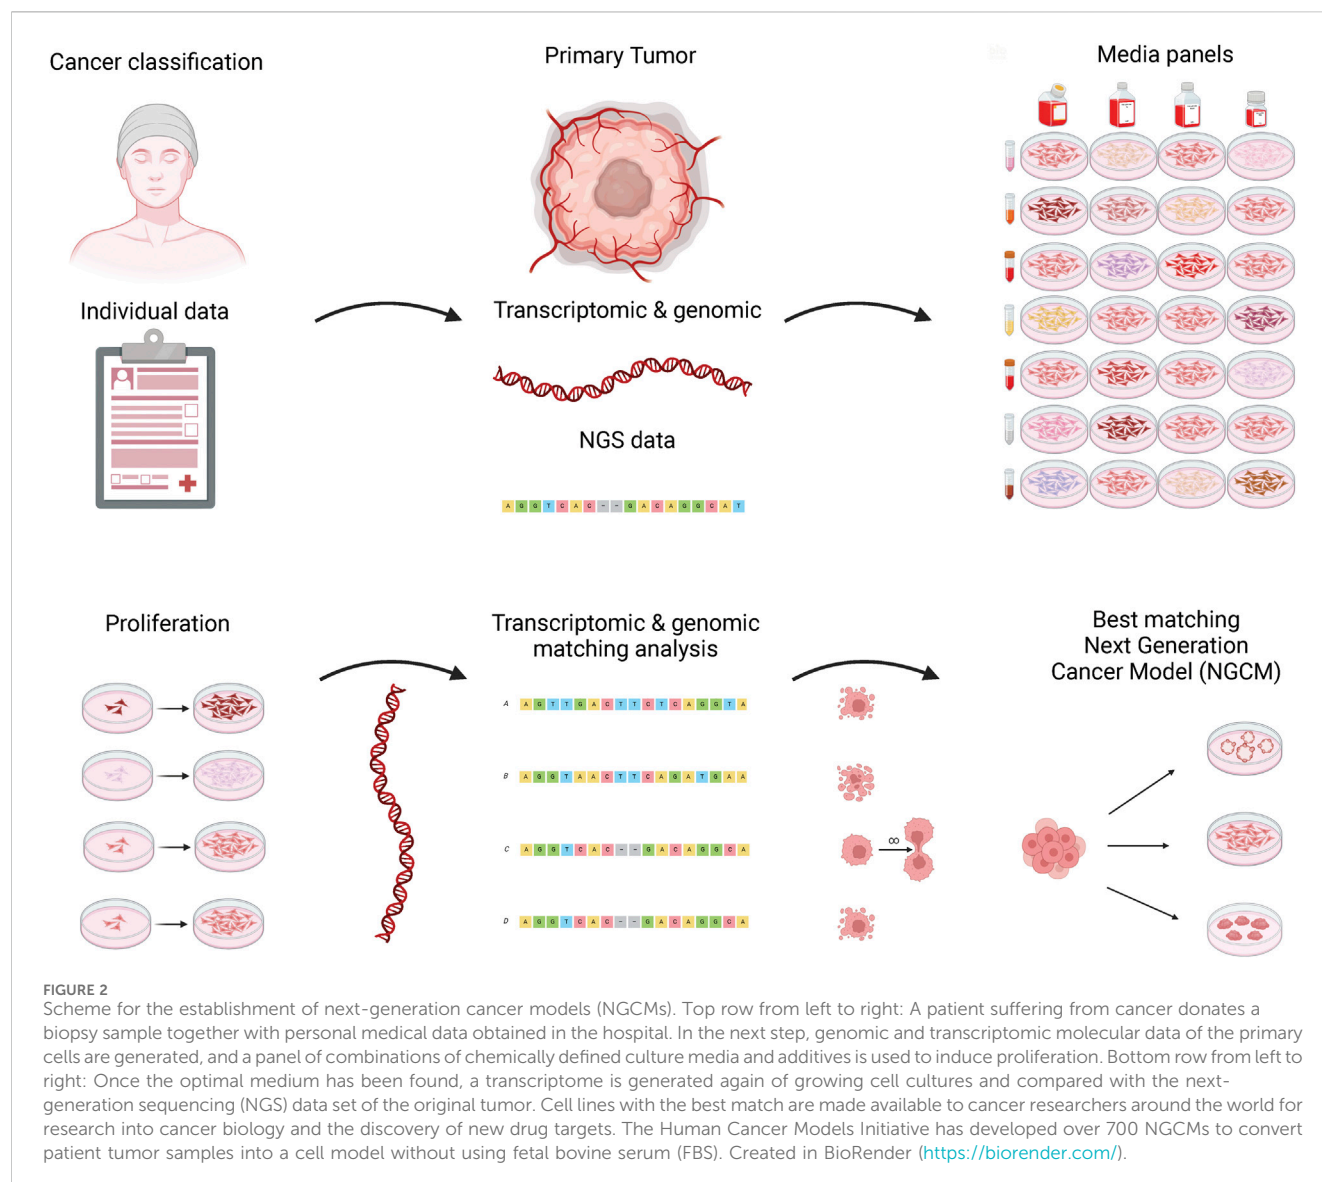 Cancer classification
Primary Tumor
Media panels
Individual data
Transcriptomic & genomic
NGS data
A G G T C A C - - G A C A G G C A T
Proliferation
Transcriptomic & genomic
matching analysis
Best matching
Next Generation
Cancer Model (NGCM)
A A G T T G A C T T C T C A G G T A
B A G G T A A C T T C A G A T G A A
C A G G T C A C - - G A C A G G C A
∞
D A G G T C A C - - G A C A G G C A
FIGURE 2
Scheme for the establishment of next-generation cancer models (NGCMs). Top row from left to right: A patient suffering from cancer donates a
biopsy sample together with personal medical data obtained in the hospital. In the next step, genomic and transcriptomic molecular data of the primary
cells are generated, and a panel of combinations of chemically defined culture media and additives is used to induce proliferation. Bottom row from left to
right: Once the optimal medium has been found, a transcriptome is generated again of growing cell cultures and compared with the next-
generation sequencing (NGS) data set of the original tumor. Cell lines with the best match are made available to cancer researchers around the world for
research into cancer biology and the discovery of new drug targets. The Human Cancer Models Initiative has developed over 700 NGCMs to convert
patient tumor samples into a cell model without using fetal bovine serum (FBS). Created in BioRender (https://biorender.com/).